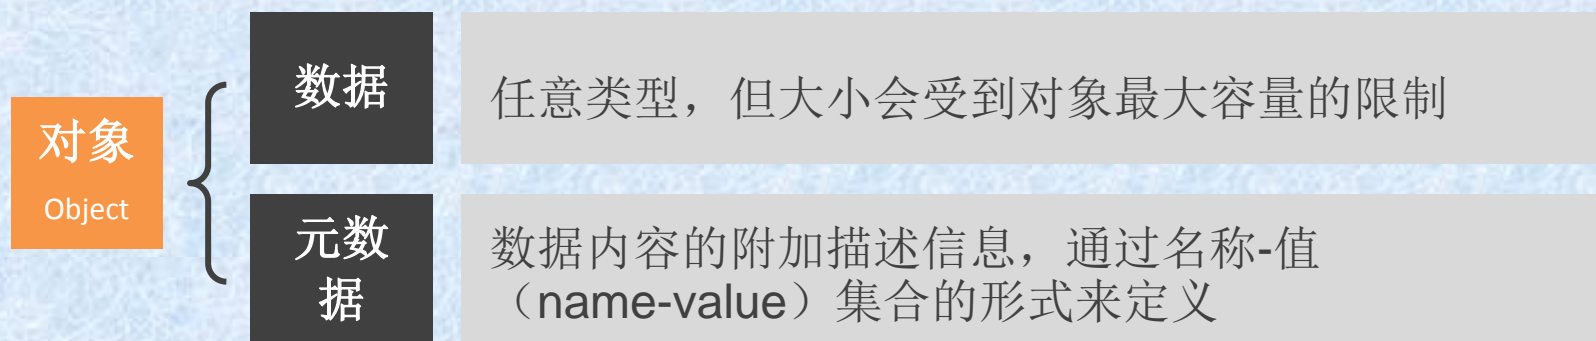 对象
Object
数据
任意类型，但大小会受到对象最大容量的限制
元数
据
数据内容的附加描述信息，通过名称-值
（name-value）集合的形式来定义